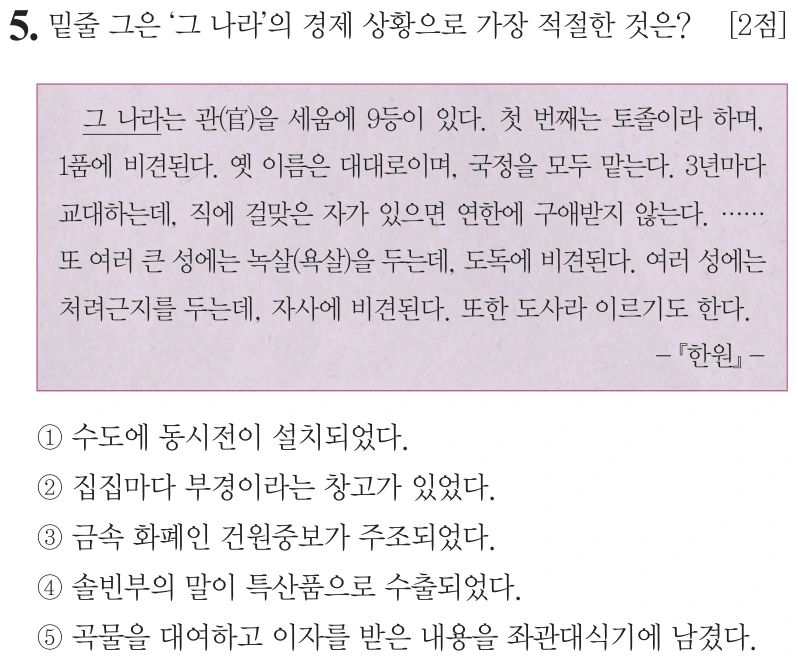 5. 밑줄 그은 ‘그 나라’의 경제 상황으로 가장 적절한 것은? [2점]
그 나라는 관(官)을 세움에 9등이 있다. 첫 번째는 토졸이라 하며,
1품에 비견된다. 옛 이름은 대대로이며, 국정을 모두 맡는다. 3년마다
교대하는데, 직에 걸맞은 자가 있으면 연한에 구애받지 않는다. ……
또 여러 큰 성에는 녹살(욕살)을 두는데, 도독에 비견된다. 여러 성에는
처려근지를 두는데, 자사에 비견된다. 또한 도사라 이르기도 한다.
－『한원』－
① 수도에 동시전이 설치되었다.
② 집집마다 부경이라는 창고가 있었다.
③ 금속 화폐인 건원중보가 주조되었다.
④ 솔빈부의 말이 특산품으로 수출되었다.
⑤ 곡물을 대여하고 이자를 받은 내용을 좌관대식기에 남겼다.